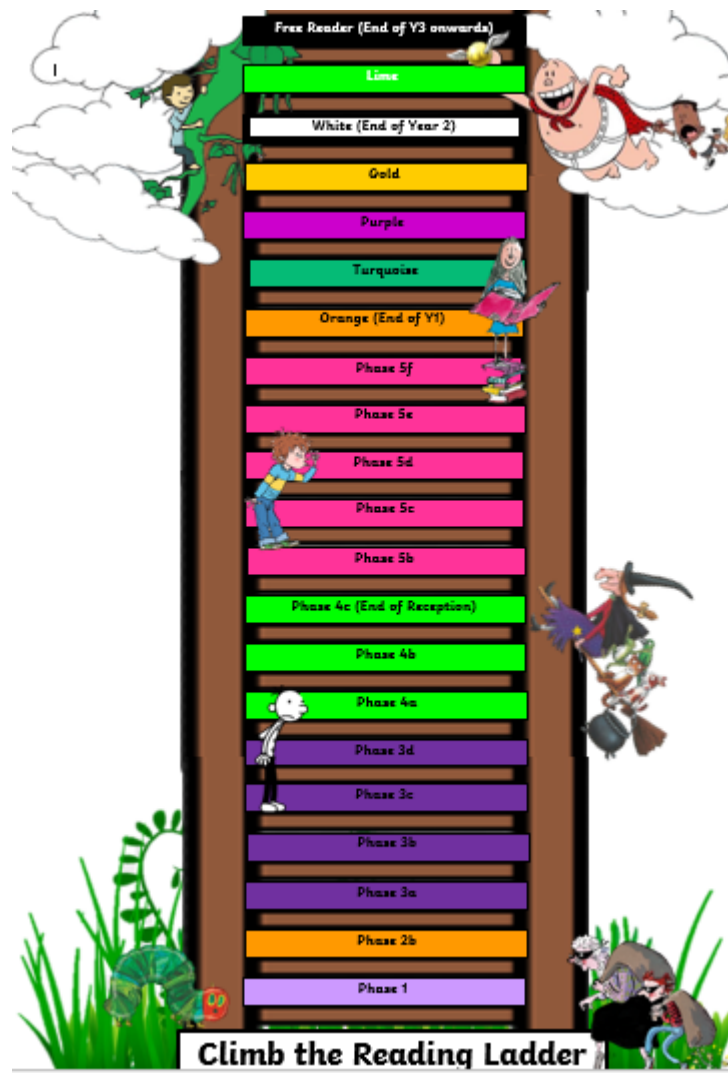 Free Reader (End of Y3 onwards)
Lime
White (End of Year 2)
Gold
Purple
Turquoise
Orange (End of Y1)
Phase 5f
Phase 5e
Phase 5d
Phase 5c
Phase 5b
Phase 4c (End of Reception)
Phase 4b
Phase 4a
Phase 3d
Phase 3c
Phase 3b
Phase 3a
Phase 2b
Phase 1
Climb the Reading Ladder